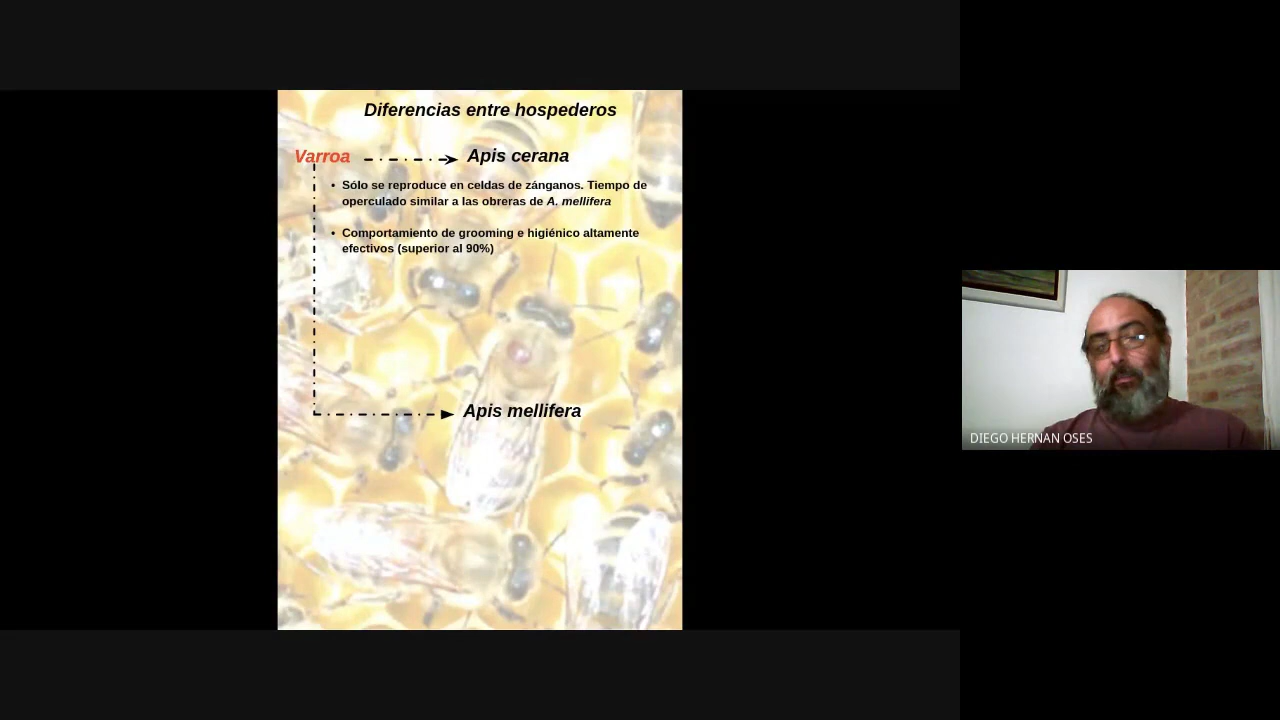 Diferencias entre hospederos
Varroa
Apis cerana
• Sólo se reproduce en celdas de zánganos. Tiempo de
operculado similar a las obreras de A. mellifera
• Comportamiento de grooming e higiénico altamente
efectivos (superior al 90%)
Apis mellifera
DIEGO HERNAN OSES